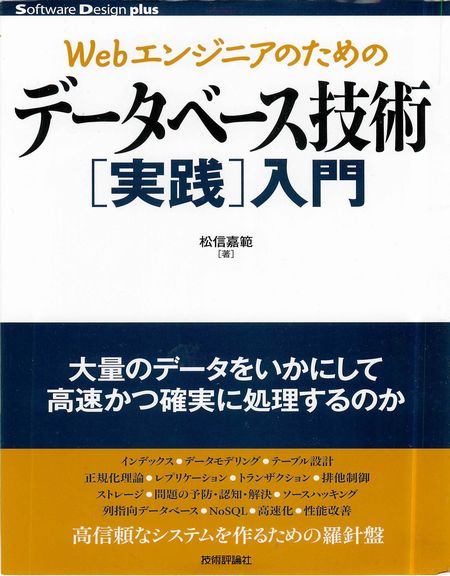 Software Design plus
Webエンジニアのための
データベース技術
[実践]入門
松信嘉範
[著]
大量のデータをいかにして
高速かつ確実に処理するのか
インデックス●データモデリング●テーブル設計
正規化理論●レプリケーション●トランザクション●排他制御
ストレージ●問題の予防・認知・解決●ソースハッキング
列指向データベース●NoSQL●高速化●性能改善
高信頼なシステムを作るための羅針盤
技術評論社